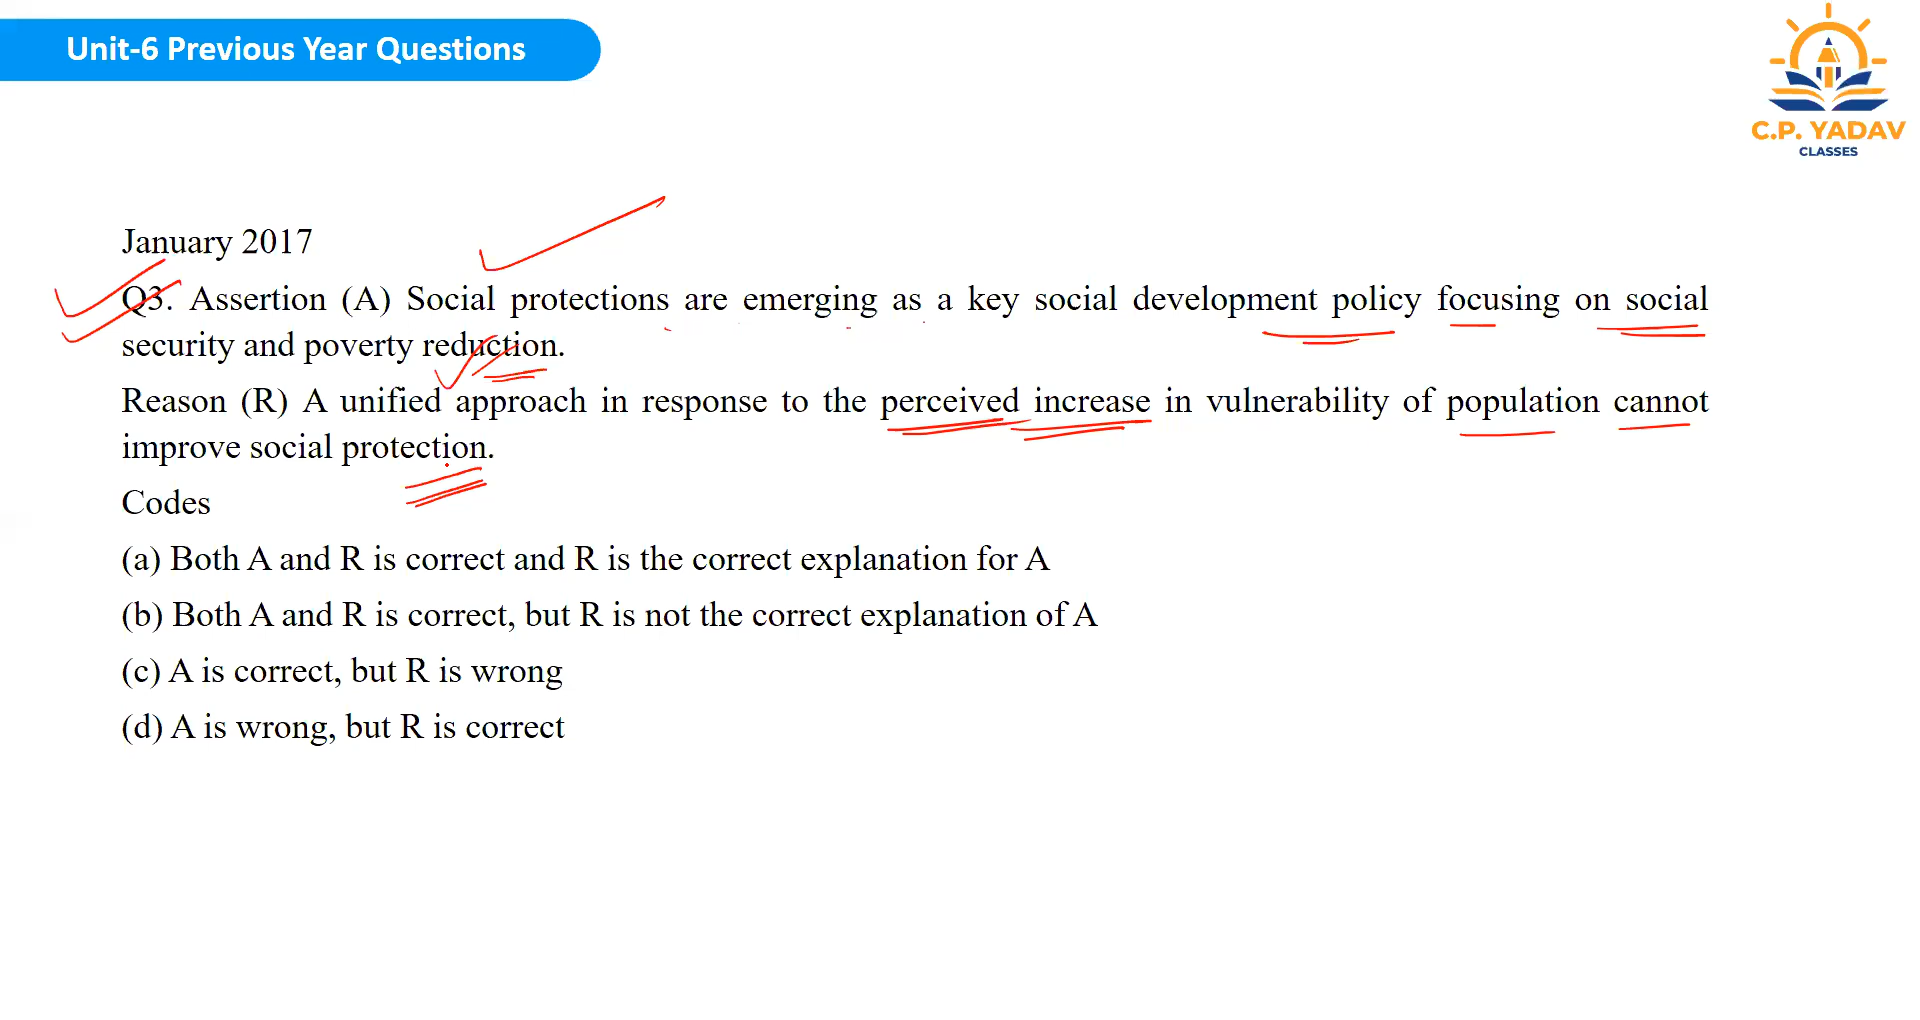 Unit-6 Previous Year Questions
C.P. YADAV
CLASSES
January 2017
Q3. Assertion (A) Social protections are emerging as a key social development policy focusing on social
security and poverty reduction.
Reason (R) A unified approach in response to the perceived increase in vulnerability of population cannot
improve social protection.
Codes
(a) Both A and R is correct and R is the correct explanation for A
(b) Both A and R is correct, but R is not the correct explanation of A
(c) A is correct, but R is wrong
(d) A is wrong, but R is correct